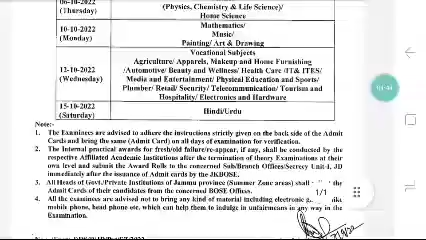 06-10-2022
(Thursday)
(Physics, Chemistry & Life Science)/
Home Science
10-10-2022
(Monday)
Mathematics/
Music/
Painting/ Art & Drawing
12-10-2022
(Wednesday)
Vocational Subjects
Agriculture/ Apparels, Makeup and Home Furnishing
/Automotive/ Beauty and Wellness/ Health Care /IT& ITES/
Media and Entertainment/ Physical Education and Sports/
Plumber/ Retail/ Security/ Telecommunication/ Tourism and
Hospitality/ Electronics and Hardware
15-10-2022
(Saturday)
Hindi/Urdu
Note:-
1. The Examinees are advised to adhere the instructions strictly given on the back side of the Admit
Cards and bring the same (Admit Card) on all days of examination for verification.
2. The Internal practical awards for fresh/old failure/re-appear, if any, shall be conducted by the
respective Affiliated Academic Institutions after the termination of theory Examinations at their
own level and submit the Award Rolls to the concerned Sub/Branch Offices/Secrecy Unit-I, JD
immediately after the issuance of Admit cards by the JKBOSE.
3. All Heads of Govt./Private Institutions of Jammu province (Summer Zone areas) shall the
Admit Cards of their candidates from the concerned BOSE Offices.
1/1
4. All the examinees are advised not to bring any kind of material including electronic like
mobile phone, head phone etc. which can help them to indulge in unfairmeans in any way in the
Examination.